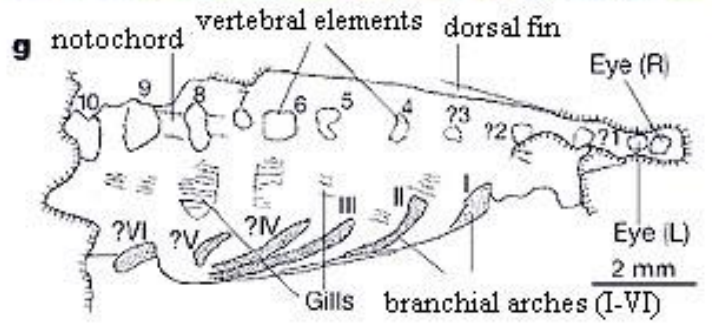 g
notochord
vertebral elements
dorsal fin
Eye (R)
10
9
8
7
6
5
4
?3
?2
?1
Eye (L)
I
II
III
?IV
?V
?VI
2 mm
Gills
branchial arches (I-VI)